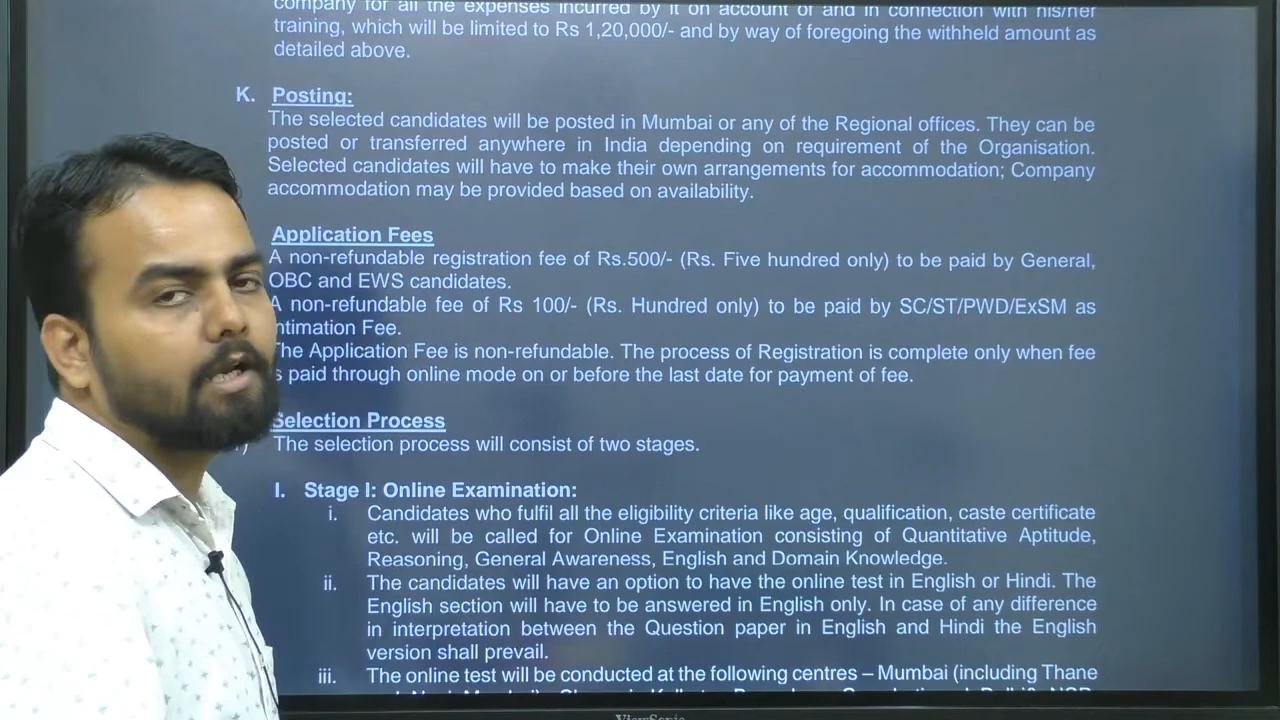 company for all the expenses incurred by it on account of and in connection with his/her
training, which will be limited to Rs 1,20,000/- and by way of foregoing the withheld amount as
detailed above.
K. Posting:
The selected candidates will be posted in Mumbai or any of the Regional offices. They can be
posted or transferred anywhere in India depending on requirement of the Organisation.
Selected candidates will have to make their own arrangements for accommodation; Company
accommodation may be provided based on availability.
Application Fees
A non-refundable registration fee of Rs.500/- (Rs. Five hundred only) to be paid by General,
OBC and EWS candidates.
A non-refundable fee of Rs 100/- (Rs. Hundred only) to be paid by SC/ST/PWD/ExSM as
ntimation Fee.
The Application Fee is non-refundable. The process of Registration is complete only when fee
s paid through online mode on or before the last date for payment of fee.
Selection Process
) The selection process will consist of two stages.
I. Stage I: Online Examination:
i. Candidates who fulfil all the eligibility criteria like age, qualification, caste certificate
etc. will be called for Online Examination consisting of Quantitative Aptitude,
Reasoning, General Awareness, English and Domain Knowledge.
ii. The candidates will have an option to have the online test in English or Hindi. The
English section will have to be answered in English only. In case of any difference
in interpretation between the Question paper in English and Hindi the English
version shall prevail.
iii. The online test will be conducted at the following centres – Mumbai (including Thane
ViewSonic